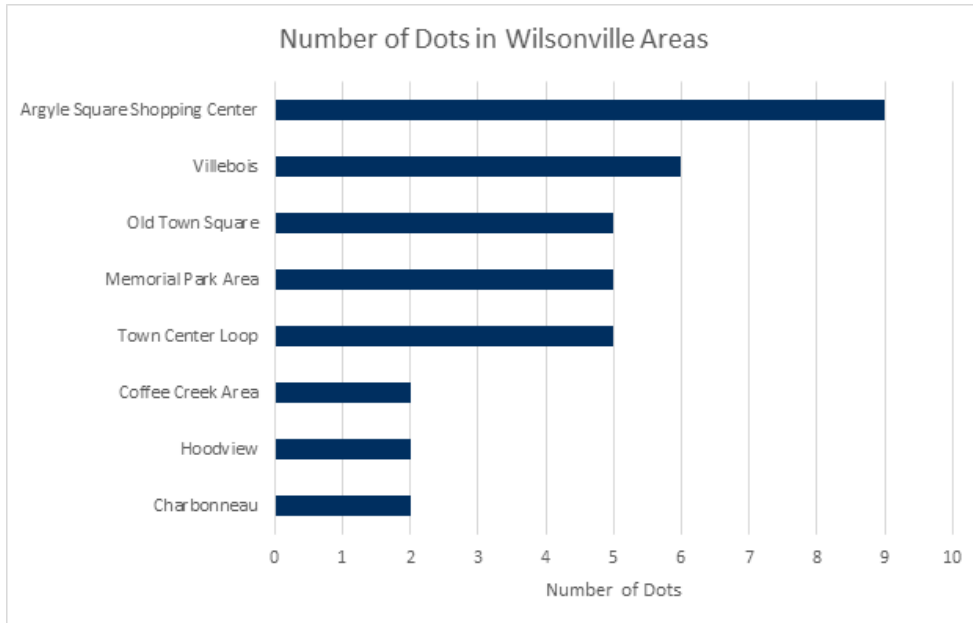 Number of Dots in Wilsonville Areas
Argyle Square Shopping Center
Villebois
Old Town Square
Memorial Park Area
Town Center Loop
Coffee Creek Area
Hoodview
Charbonneau
0 1 2 3 4 5 6 7 8 9 10
Number of Dots